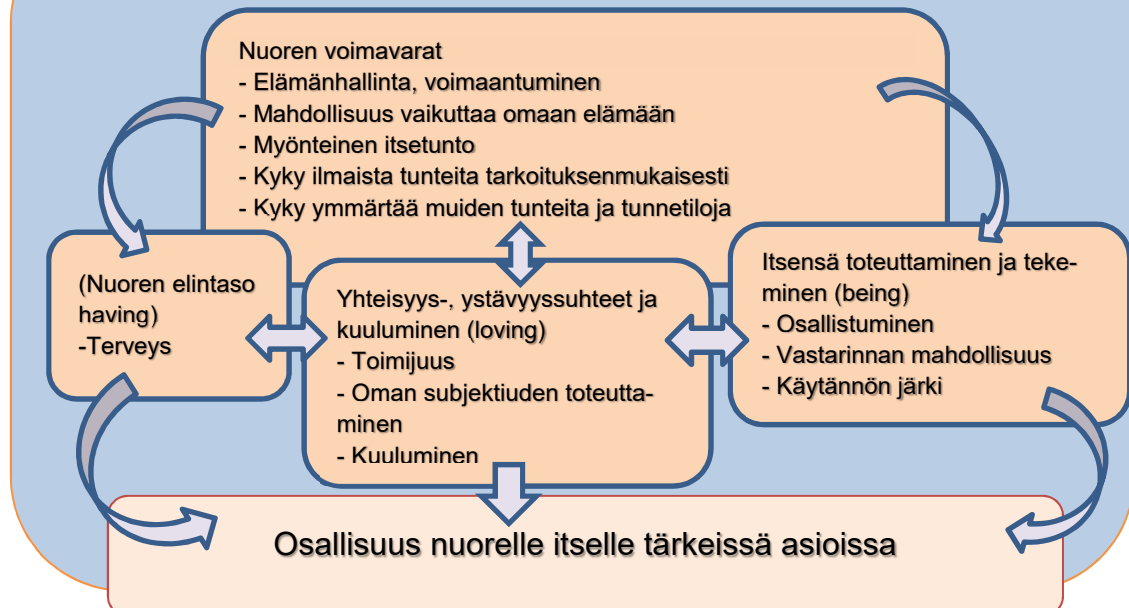 Nuoren voimavarat
- Elämänhallinta, voimaantuminen
- Mahdollisuus vaikuttaa omaan elämään
- Myönteinen itsetunto
- Kyky ilmaista tunteita tarkoituksenmukaisesti
- Kyky ymmärtää muiden tunteita ja tunnetiloja
(Nuoren elintaso
having)
-Terveys
Yhteisyys-, ystävyyssuhteet ja
kuuluminen (loving)
- Toimijuus
- Oman subjektiuden toteutta-
minen
- Kuuluminen
Itsensä toteuttaminen ja teke-
minen (being)
- Osallistuminen
- Vastarinnan mahdollisuus
- Käytännön järki
Osallisuus nuorelle itselle tärkeissä asioissa